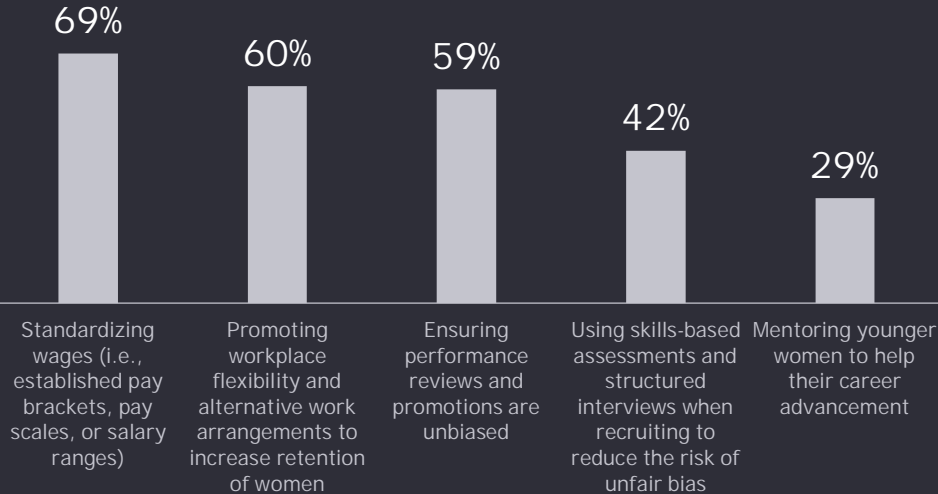 69%
60%
59%
42%
29%
Standardizing
wages (i.e.,
established pay
brackets, pay
scales, or salary
ranges)
Promoting
workplace
flexibility and
alternative work
arrangements to
increase retention
of women
Ensuring
performance
reviews and
promotions are
unbiased
Using skills-based
assessments and
structured
interviews when
recruiting to
reduce the risk of
unfair bias
Mentoring younger
women to help
their career
advancement